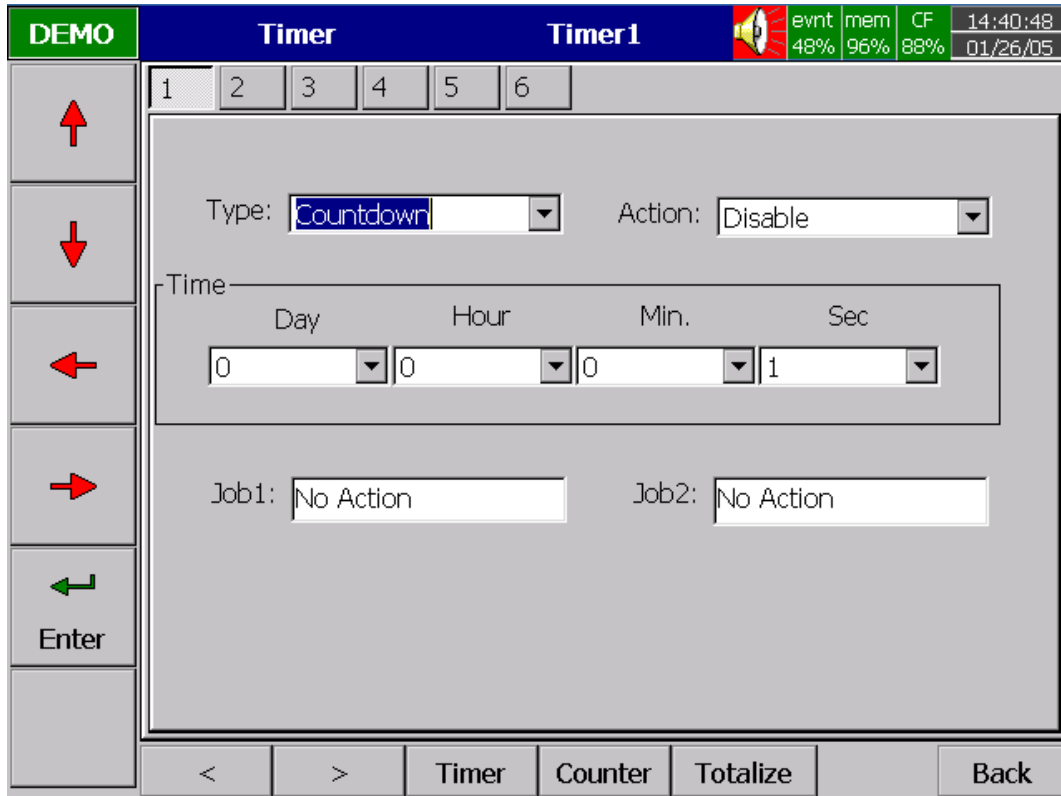 DEMO Timer Timer1 evnt mem CF 14:40:48
48% 96% 88% 01/26/05
1 2 3 4 5 6
Type: Countdown Action: Disable
Time
Day Hour Min. Sec
0 0 0 1
Job1: No Action Job2: No Action
Enter
< > Timer Counter Totalize Back